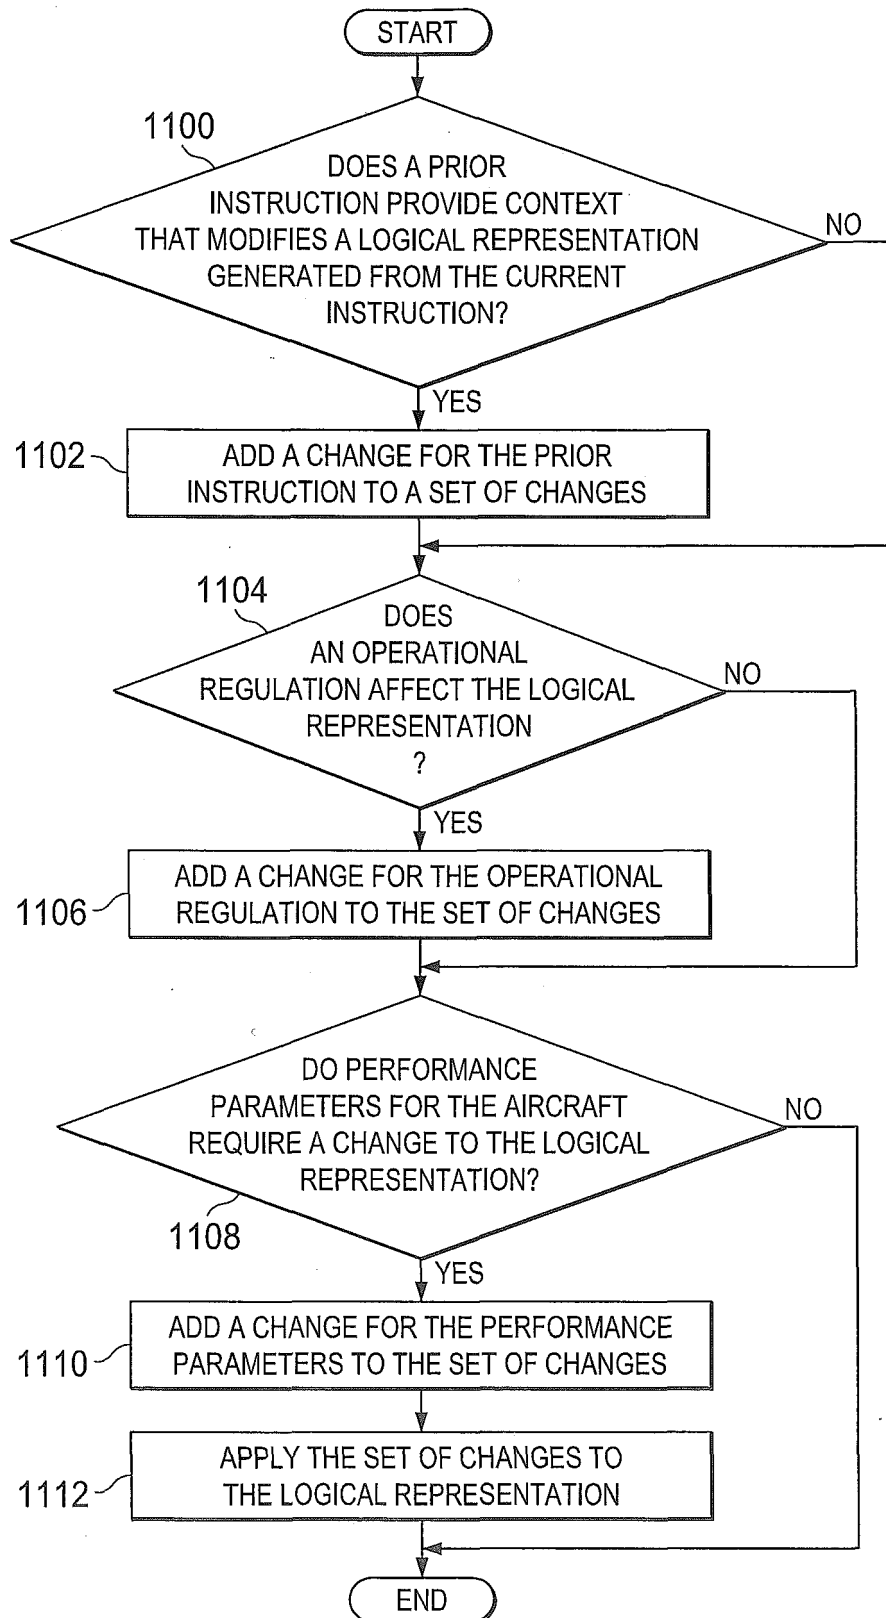 START
1100
DOES A PRIOR
INSTRUCTION PROVIDE CONTEXT
THAT MODIFIES A LOGICAL REPRESENTATION
GENERATED FROM THE CURRENT
INSTRUCTION?
NO
YES
1102
ADD A CHANGE FOR THE PRIOR
INSTRUCTION TO A SET OF CHANGES
1104
DOES
AN OPERATIONAL
REGULATION AFFECT THE LOGICAL
REPRESENTATION
?
NO
YES
1106
ADD A CHANGE FOR THE OPERATIONAL
REGULATION TO THE SET OF CHANGES
DO PERFORMANCE
PARAMETERS FOR THE AIRCRAFT
REQUIRE A CHANGE TO THE LOGICAL
REPRESENTATION?
NO
1108
YES
1110
ADD A CHANGE FOR THE PERFORMANCE
PARAMETERS TO THE SET OF CHANGES
1112
APPLY THE SET OF CHANGES TO
THE LOGICAL REPRESENTATION
END